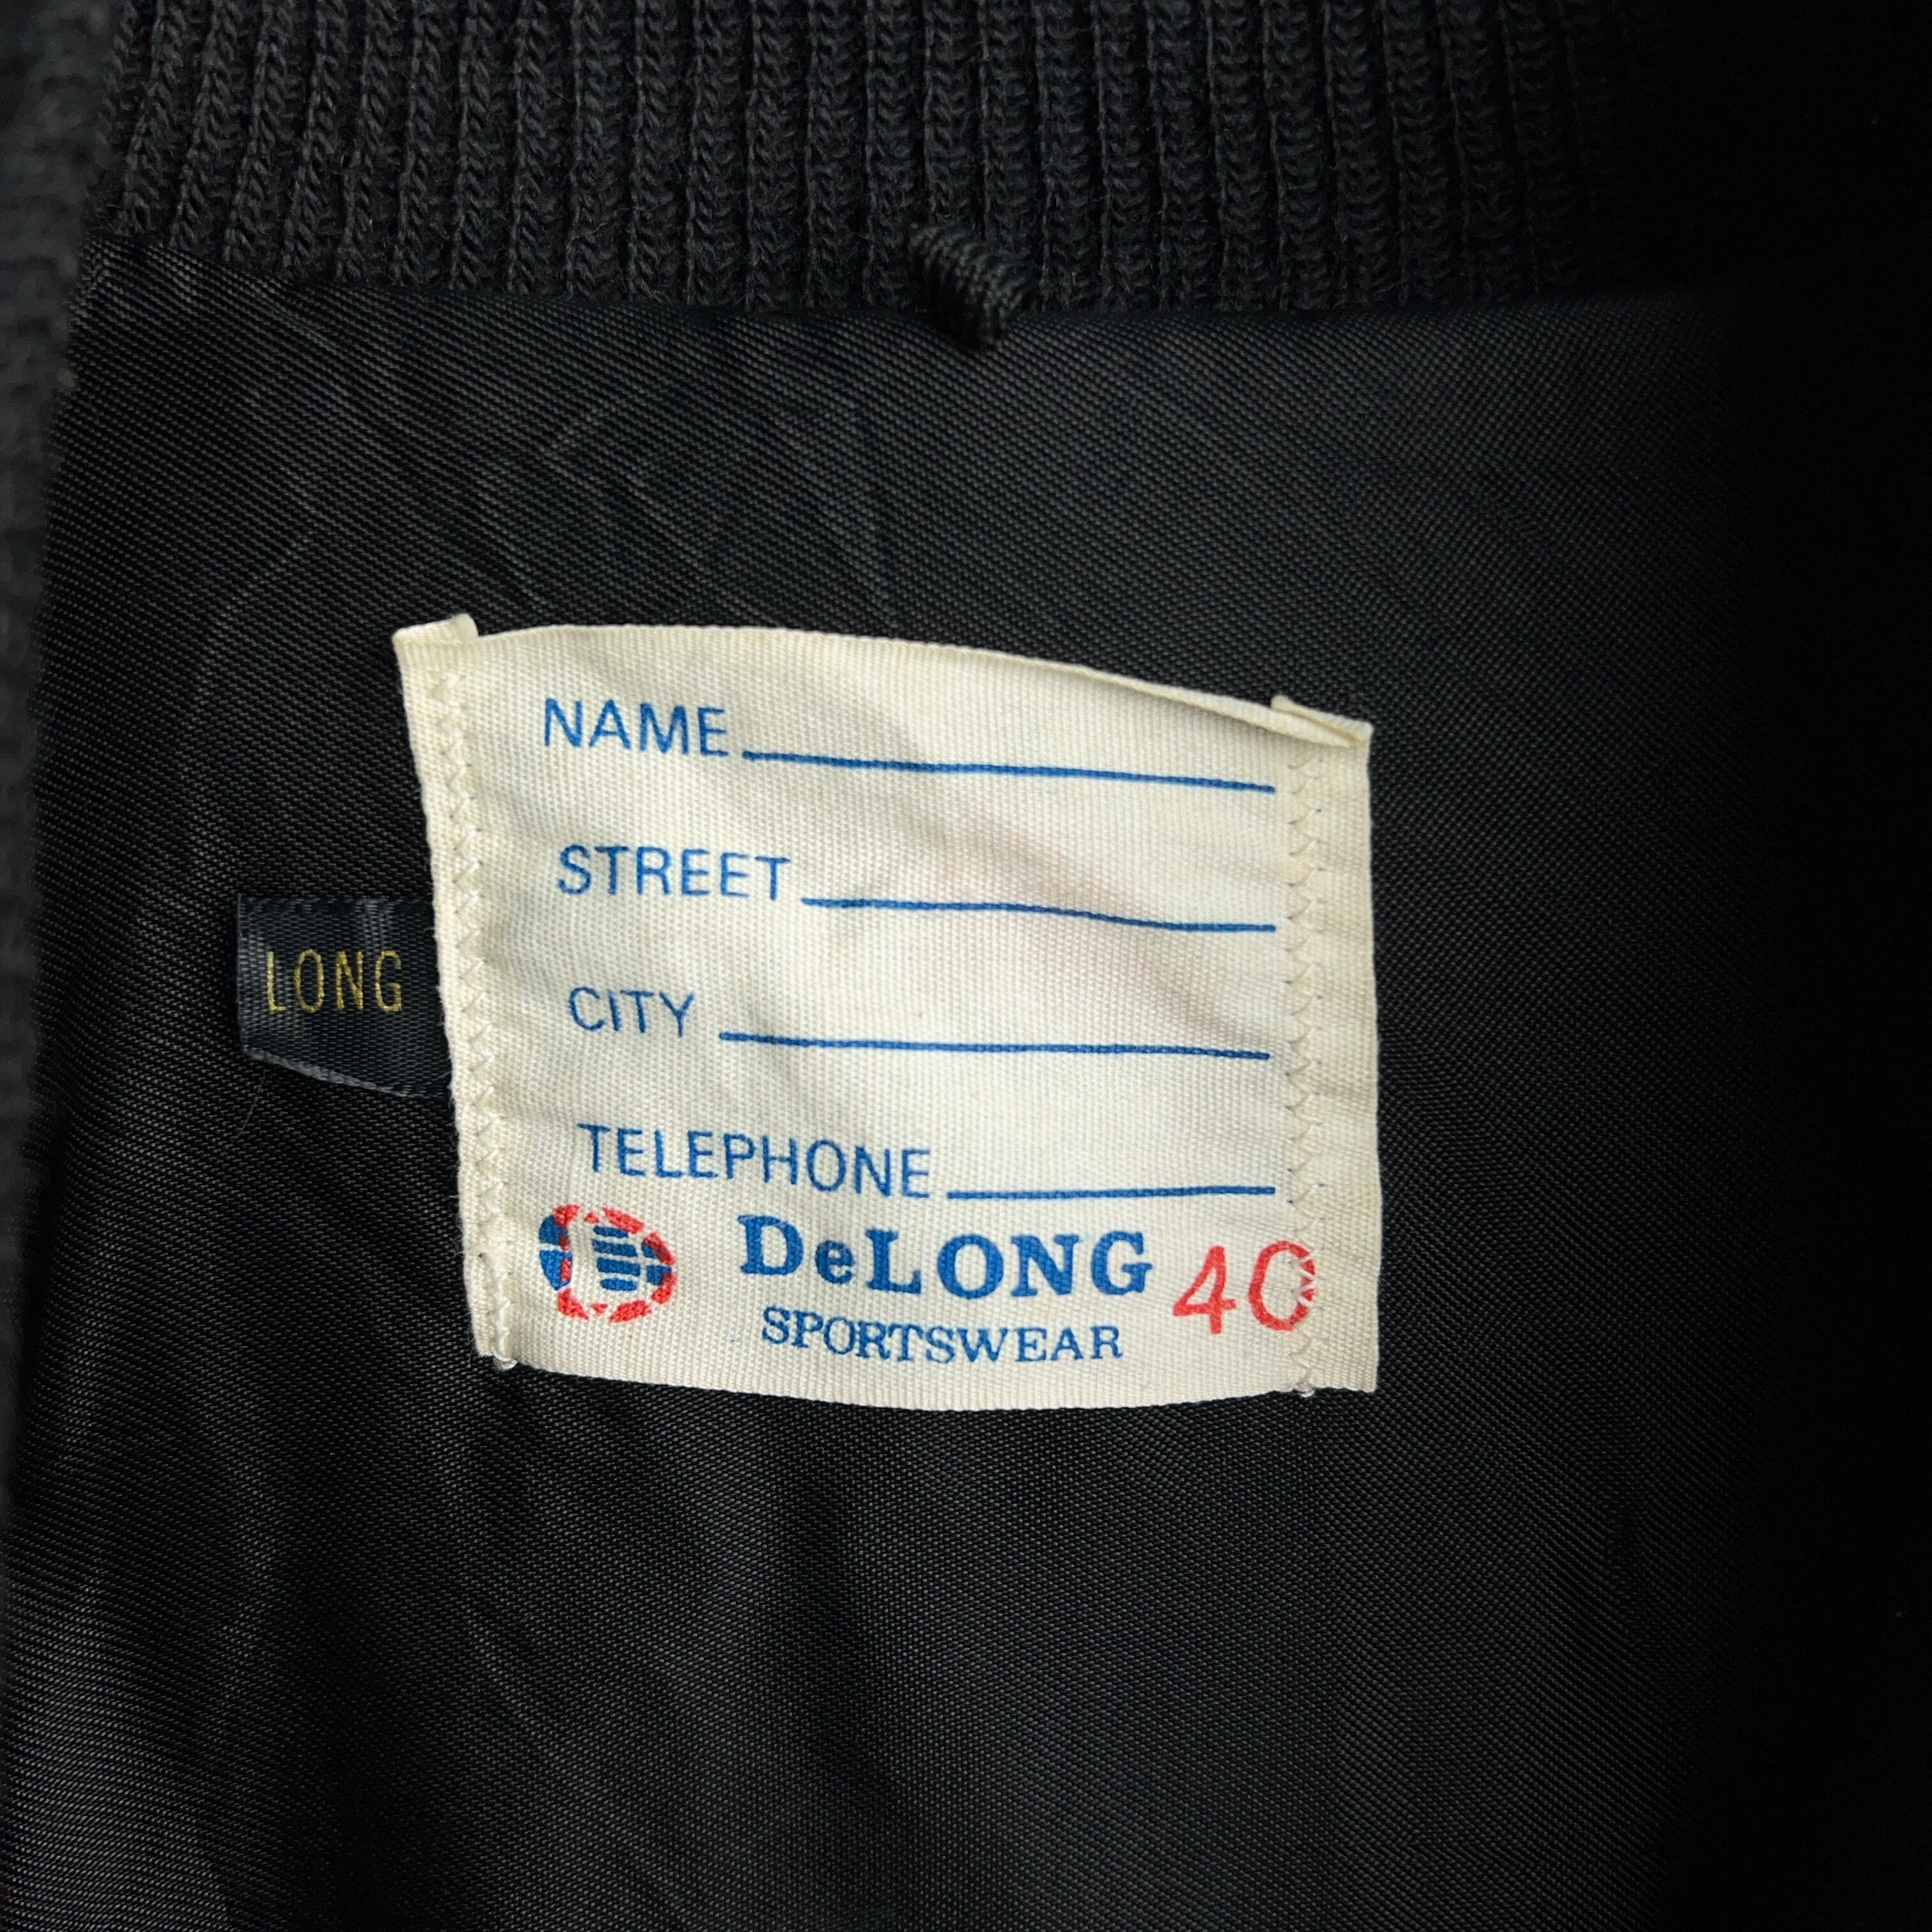 NAME
STREET
CITY
LONG
TELEPHONE
DeLONG 40
SPORTSWEAR